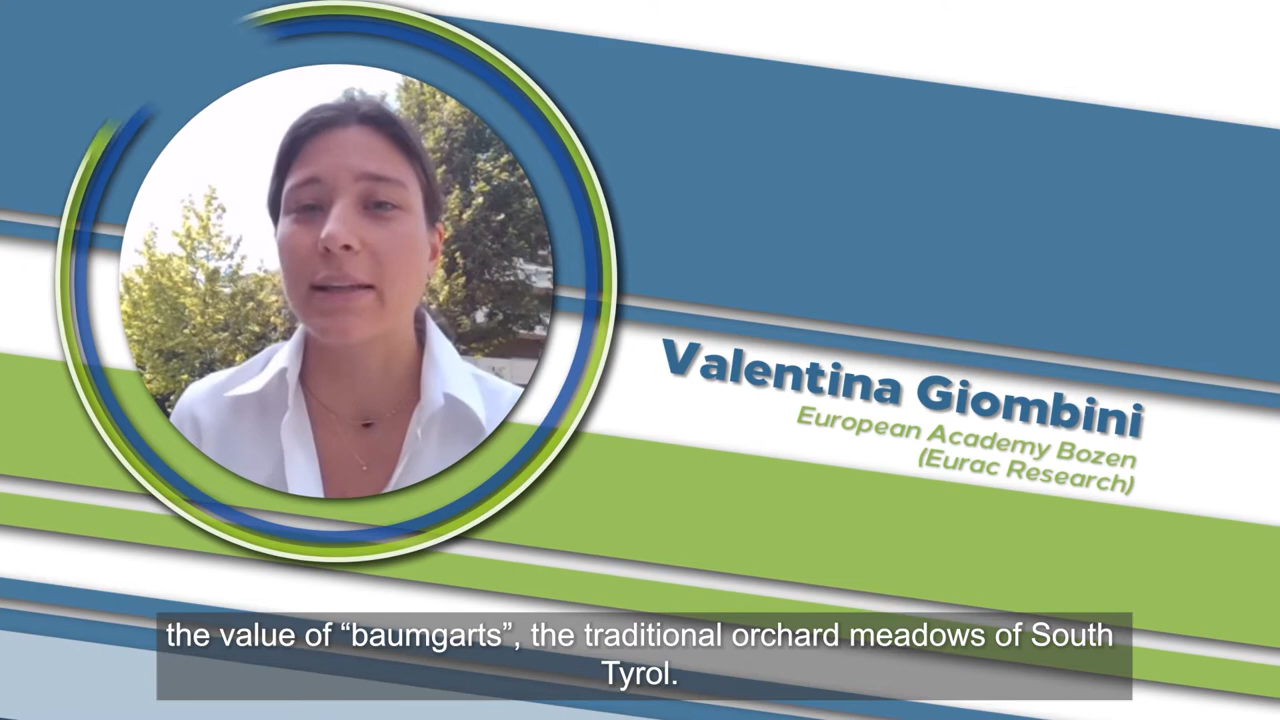 Valentina Giombini
European Academy Bozen
(Eurac Research)
the value of “baumgarts”, the traditional orchard meadows of South
Tyrol.